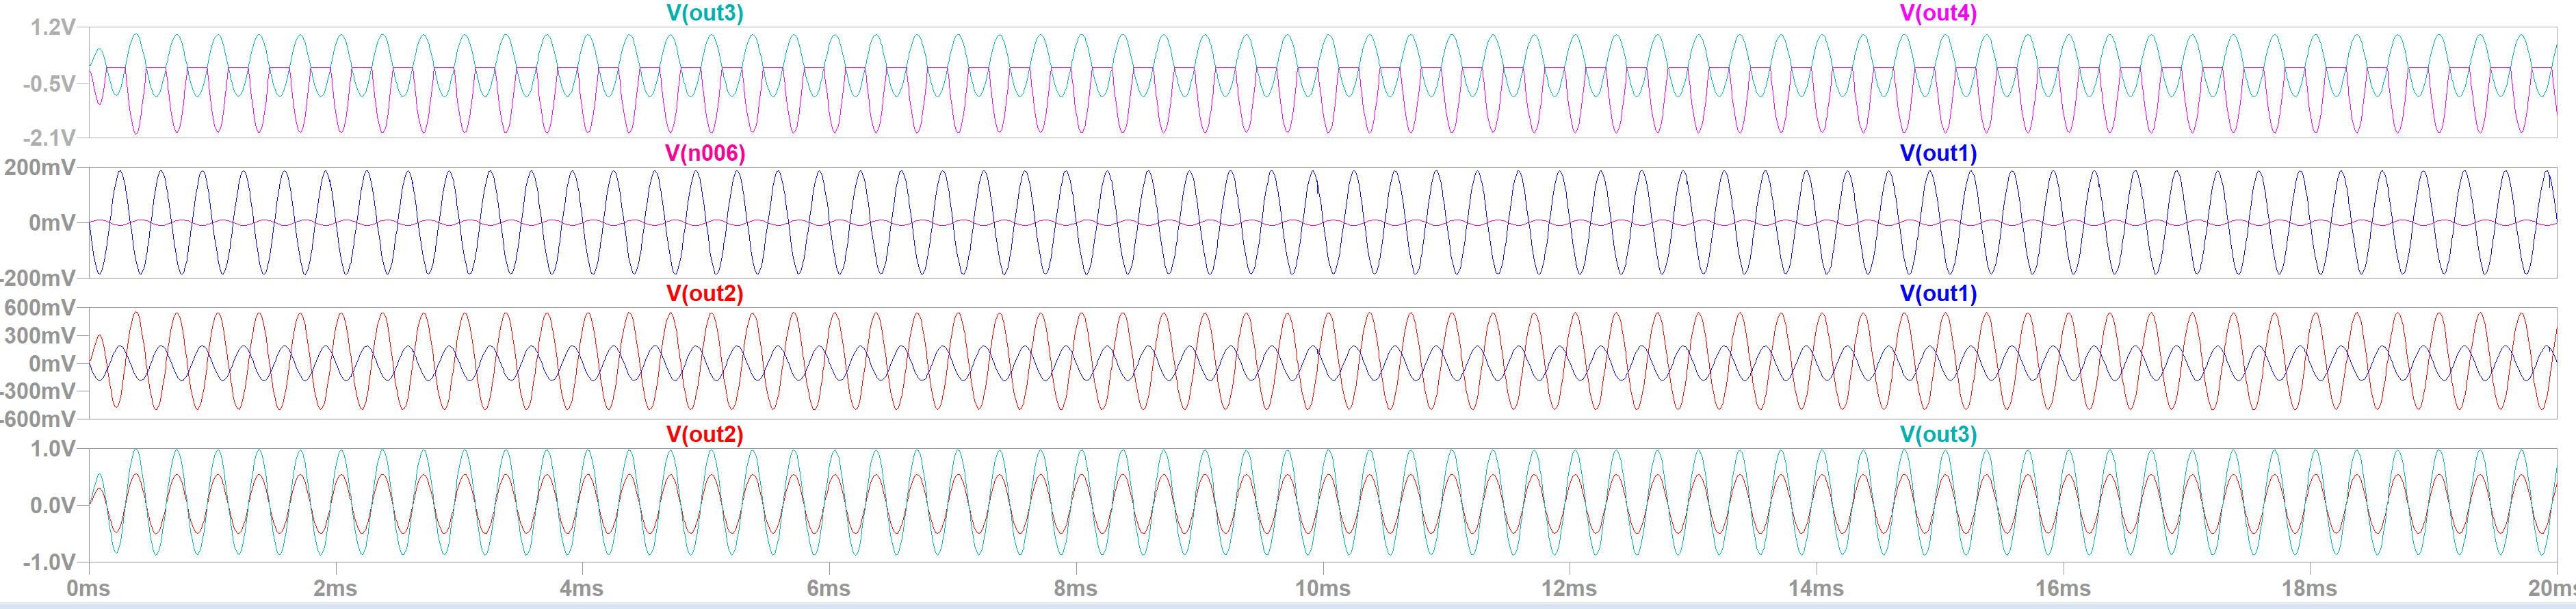 V(out3) V(out4)
1.2V
-0.5V
-2.1V
V(n006) V(out1)
200mV
0mV
-200mV
V(out2) V(out1)
600mV
300mV
0mV
-300mV
-600mV
V(out2) V(out3)
1.0V
0.0V
-1.0V
0ms 2ms 4ms 6ms 8ms 10ms 12ms 14ms 16ms 18ms 20ms